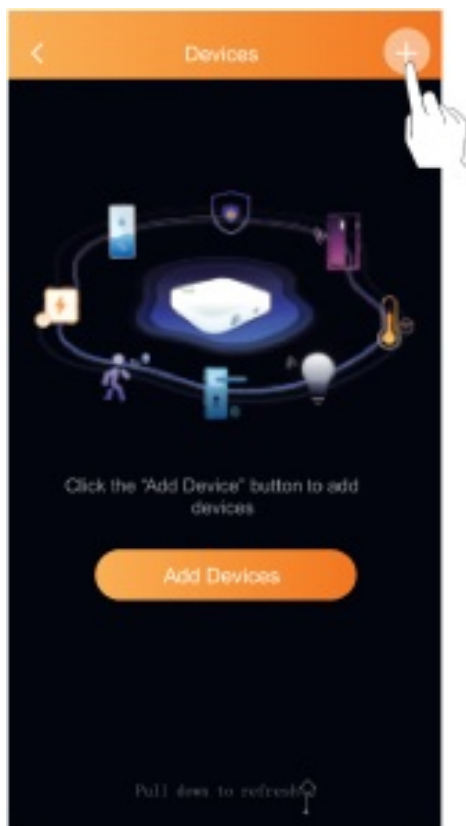 Devices
Click the "Add Device" button to add
devices
Add Devices
Pull down to refresh